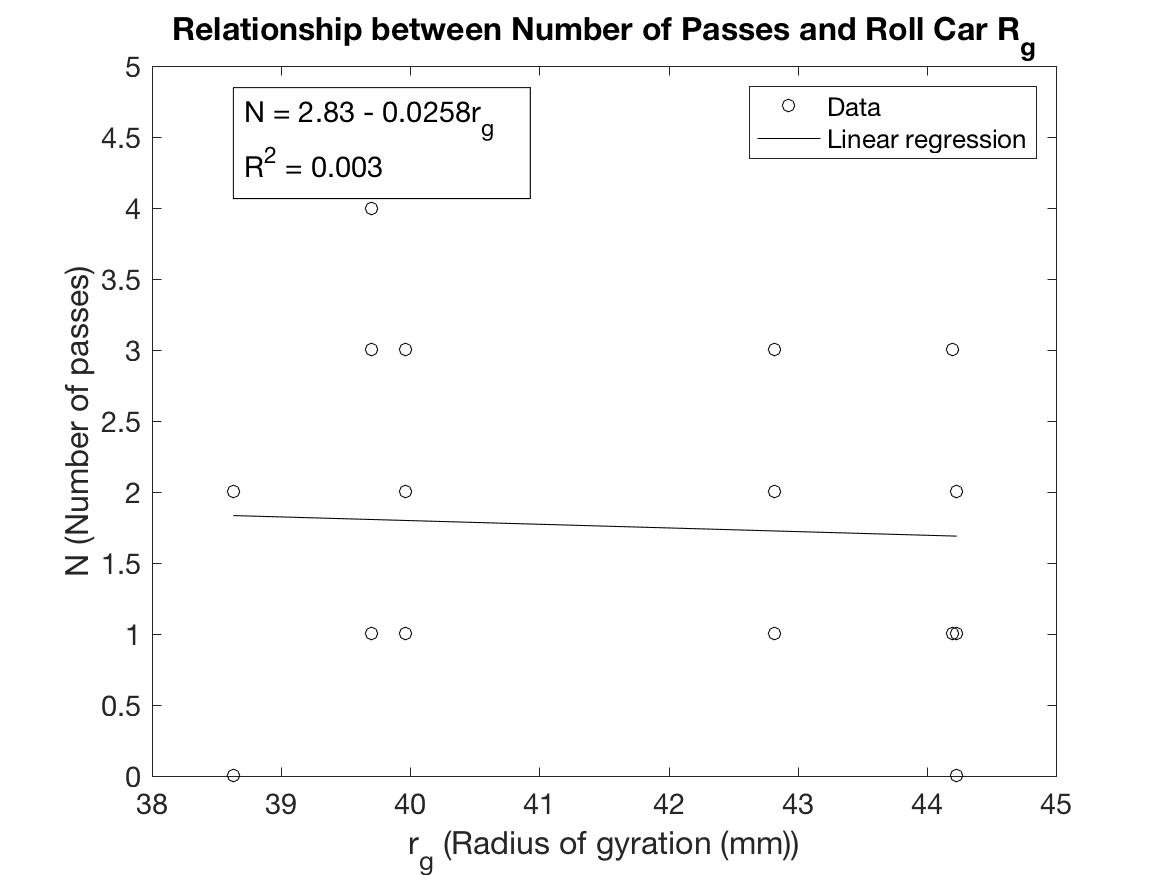 Relationship between Number of Passes and Roll Car Rg
N = 2.83 - 0.0258rg
R2 = 0.003
Data
Linear regression
5
4.5
4
3.5
3
2.5
2
1.5
1
0.5
0
N (Number of passes)
38 39 40 41 42 43 44 45
rg (Radius of gyration (mm))